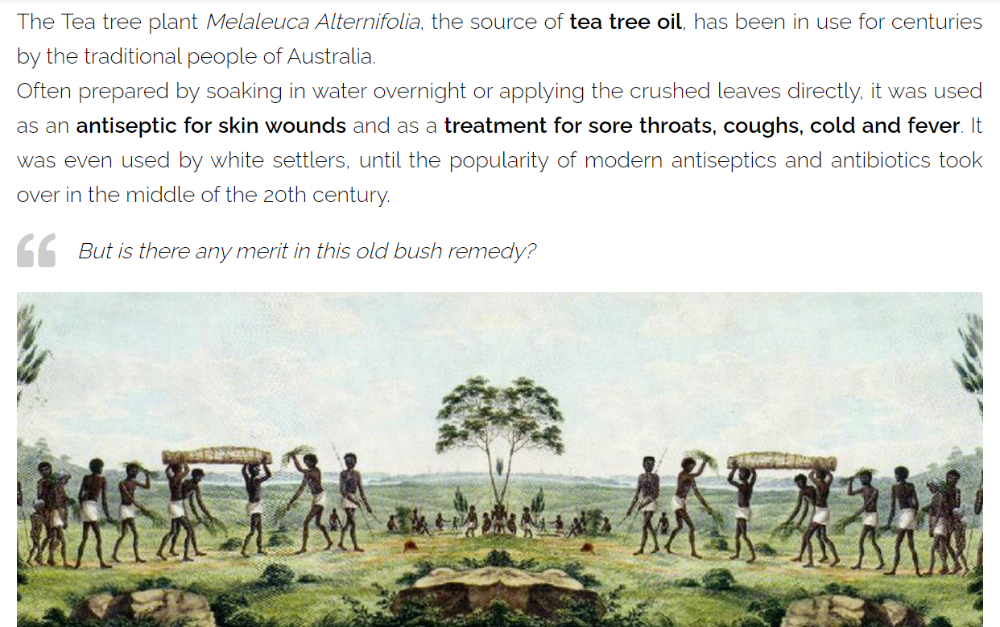 The Tea tree plant Melaleuca Alternifolia, the source of tea tree oil, has been in use for centuries
by the traditional people of Australia.
Often prepared by soaking in water overnight or applying the crushed leaves directly, it was used
as an antiseptic for skin wounds and as a treatment for sore throats, coughs, cold and fever. It
was even used by white settlers, until the popularity of modern antiseptics and antibiotics took
over in the middle of the 20th century.
“ But is there any merit in this old bush remedy?